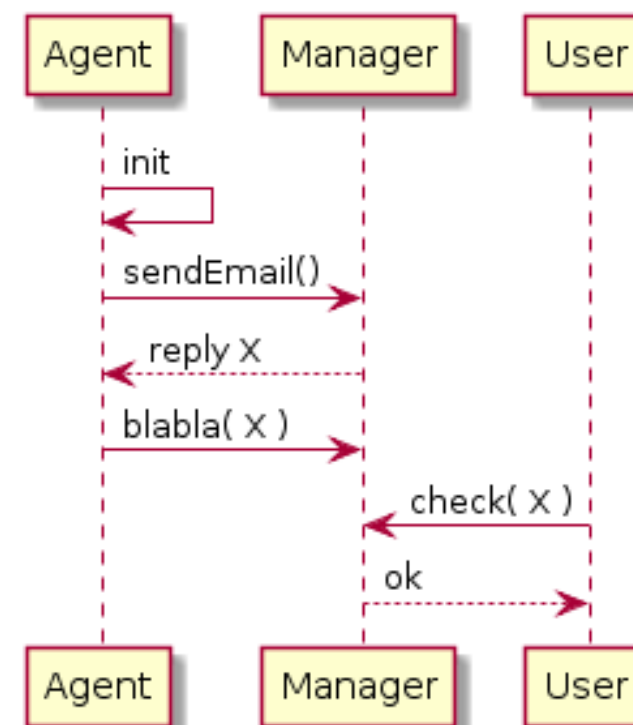 Agent Manager User
init
sendEmail()
reply X
blabla( X )
check( X )
ok
Agent Manager User